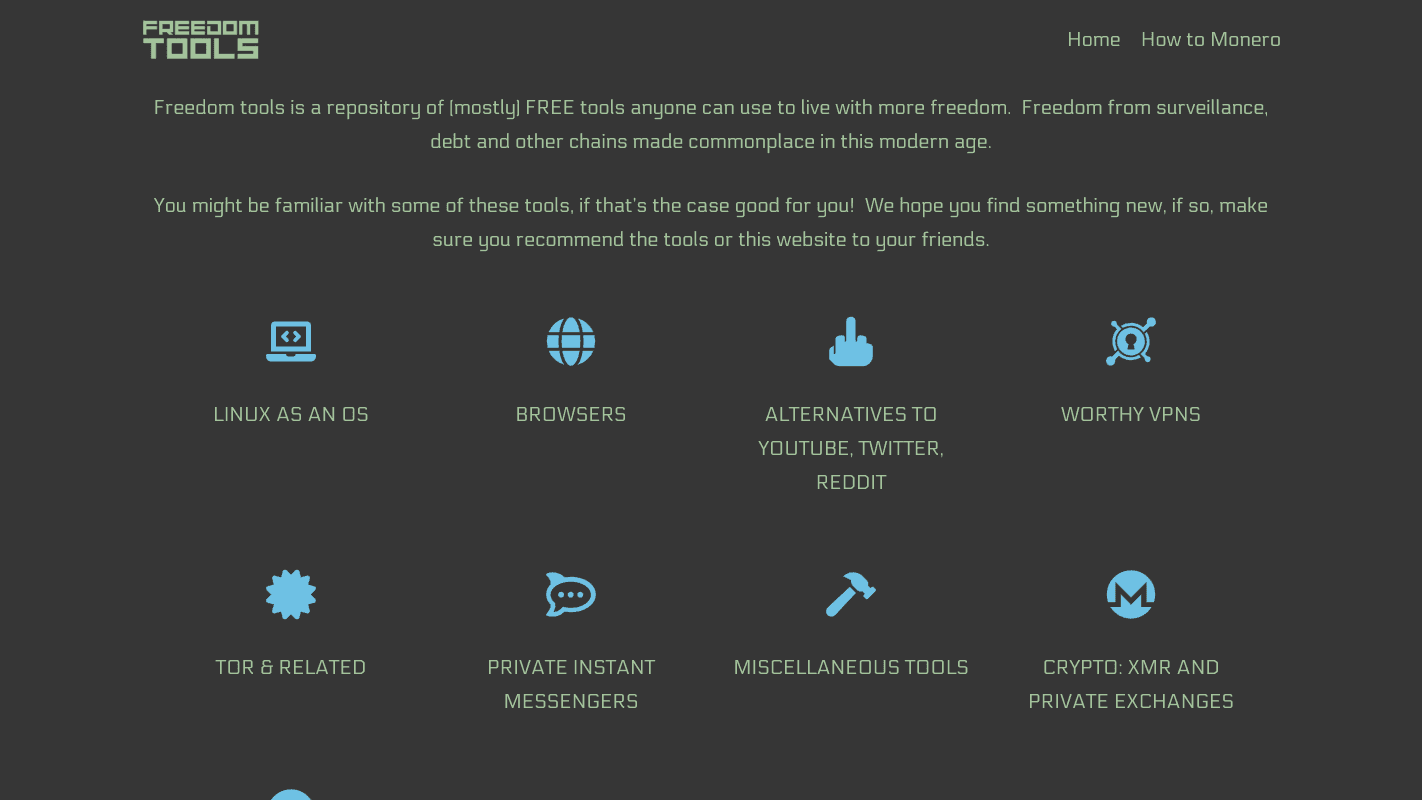 FREEDOM
TOOLS
Home How to Monero
Freedom tools is a repository of (mostly) FREE tools anyone can use to live with more freedom.  Freedom from surveillance,
debt and other chains made commonplace in this modern age.
You might be familiar with some of these tools, if that's the case good for you!  We hope you find something new, if so, make
sure you recommend the tools or this website to your friends.
LINUX AS AN OS
BROWSERS
ALTERNATIVES TO
YOUTUBE, TWITTER,
REDDIT
WORTHY VPNS
TOR & RELATED
PRIVATE INSTANT
MESSENGERS
MISCELLANEOUS TOOLS
CRYPTO: XMR AND
PRIVATE EXCHANGES